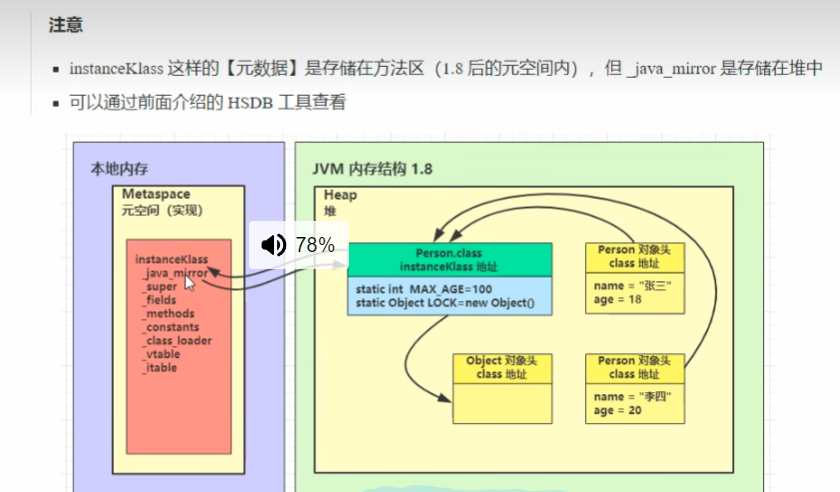 注意
instanceKlass 这样的【元数据】是存储在方法区（1.8 后的元空间内），但 _java_mirror 是存储在堆中
可以通过前面介绍的 HSDB 工具查看
本地内存
Metaspace
元空间（实现）
instanceKlass
_java_mirror
_super
_fields
_methods
_constants
_class_loader
_vtable
_itable
78%
JVM 内存结构 1.8
Heap
堆
Person.class
instanceKlass 地址
static int MAX_AGE=100
static Object LOCK=new Object()
Person 对象头
class 地址
name = "张三"
age = 18
Object 对象头
class 地址
Person 对象头
class 地址
name = "李四"
age = 20